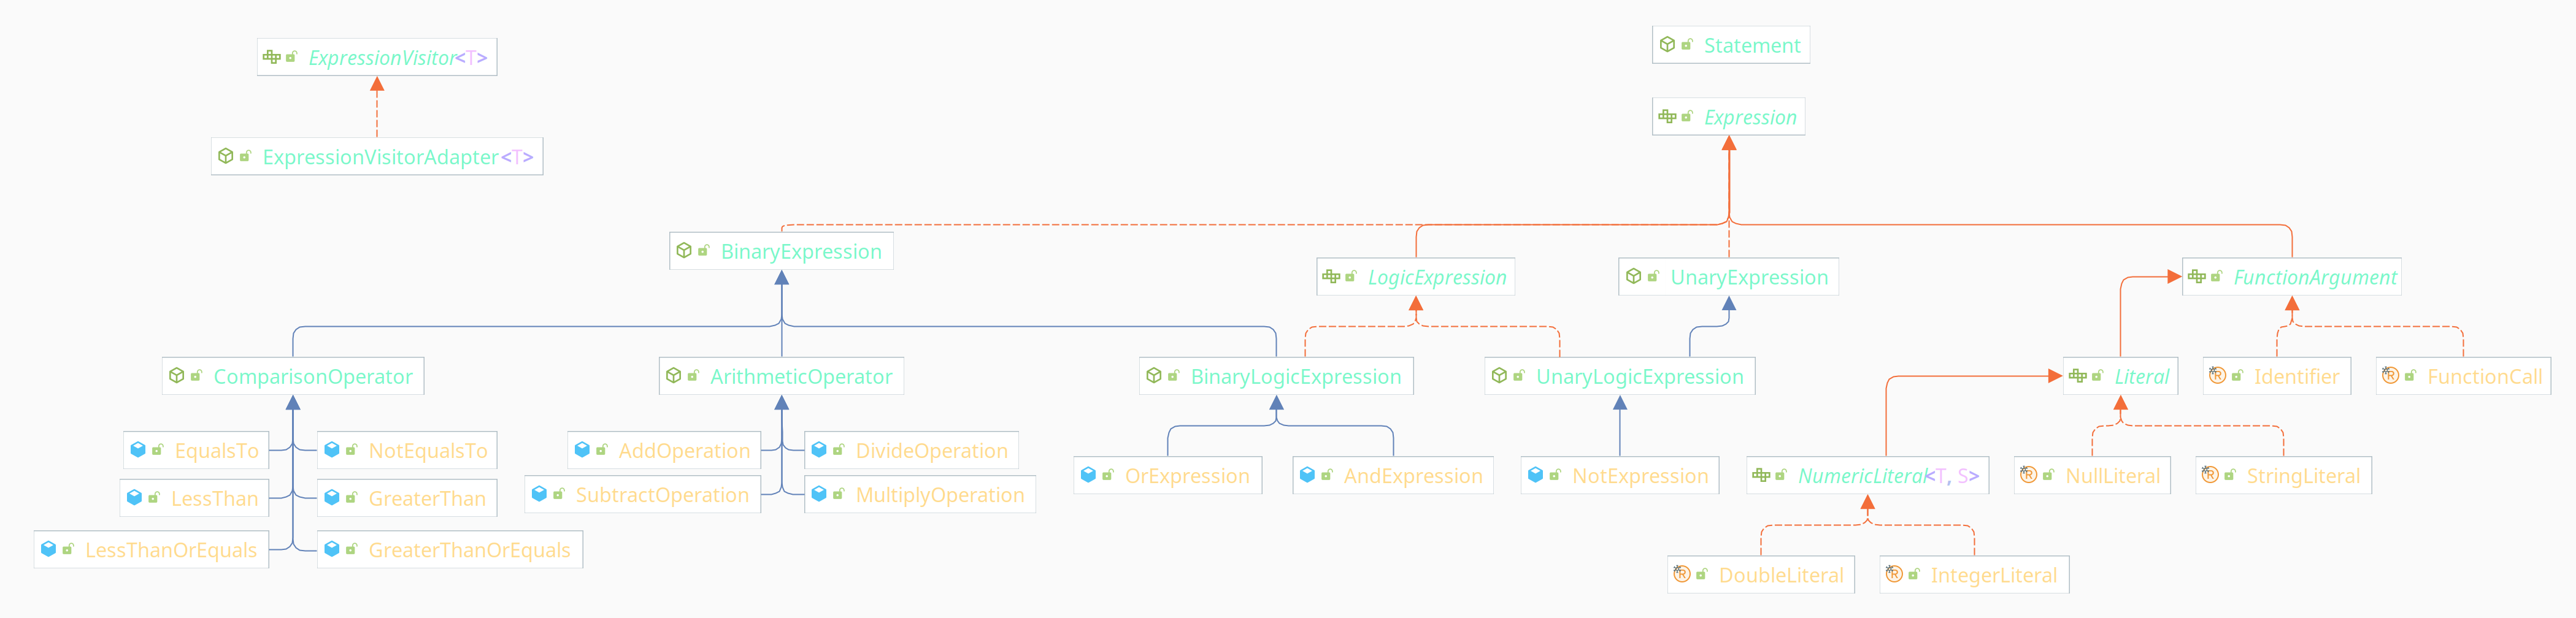 ExpressionVisitor<T>
Statement
Expression
ExpressionVisitorAdapter<T>
BinaryExpression
LogicExpression
UnaryExpression
FunctionArgument
ComparisonOperator
ArithmeticOperator
BinaryLogicExpression
UnaryLogicExpression
Literal
Identifier
FunctionCall
EqualsTo
NotEqualsTo
AddOperation
DivideOperation
LessThan
GreaterThan
SubtractOperation
MultiplyOperation
OrExpression
AndExpression
NotExpression
NumericLiteral<T, S>
NullLiteral
StringLiteral
LessThanOrEquals
GreaterThanOrEquals
DoubleLiteral
IntegerLiteral